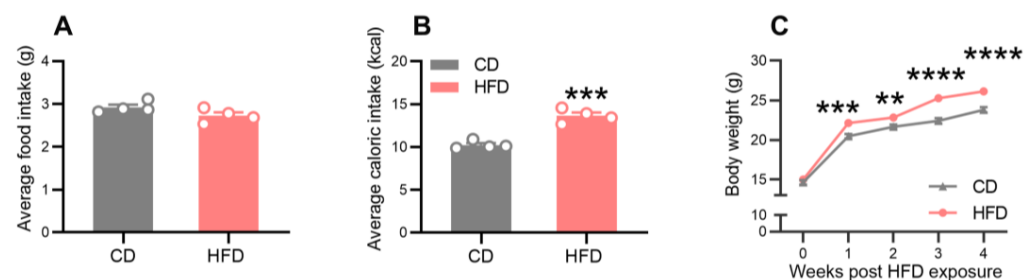 A
Average food intake (g)
4
3
2
1
0
CD
HFD
B
Average caloric intake (kcal)
20
15
10
5
0
CD
HFD
***
CD
HFD
C
Body weight (g)
30
25
20
15
10
0
***
**
****
****
CD
HFD
0
1
2
3
4
Weeks post HFD exposure